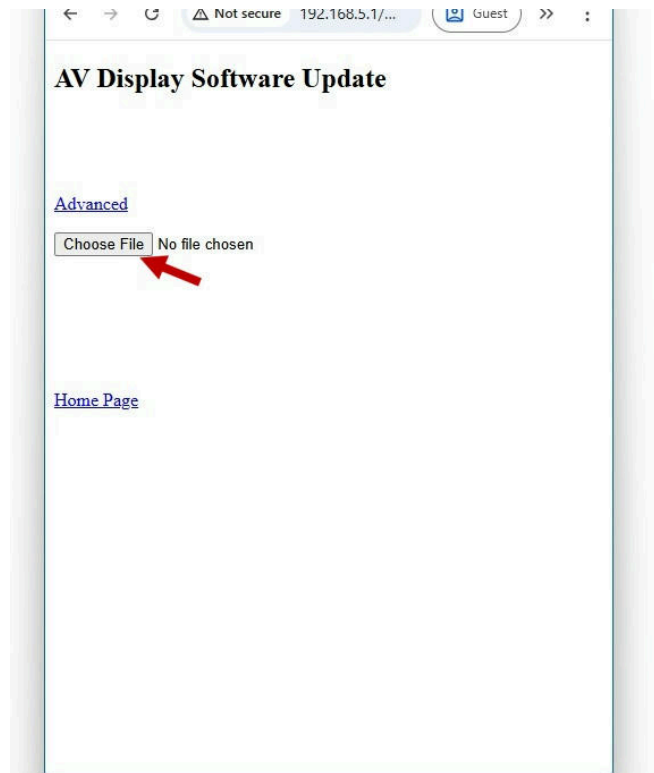 Not secure 192.168.5.1/... Guest
AV Display Software Update
Advanced
Choose File No file chosen
Home Page